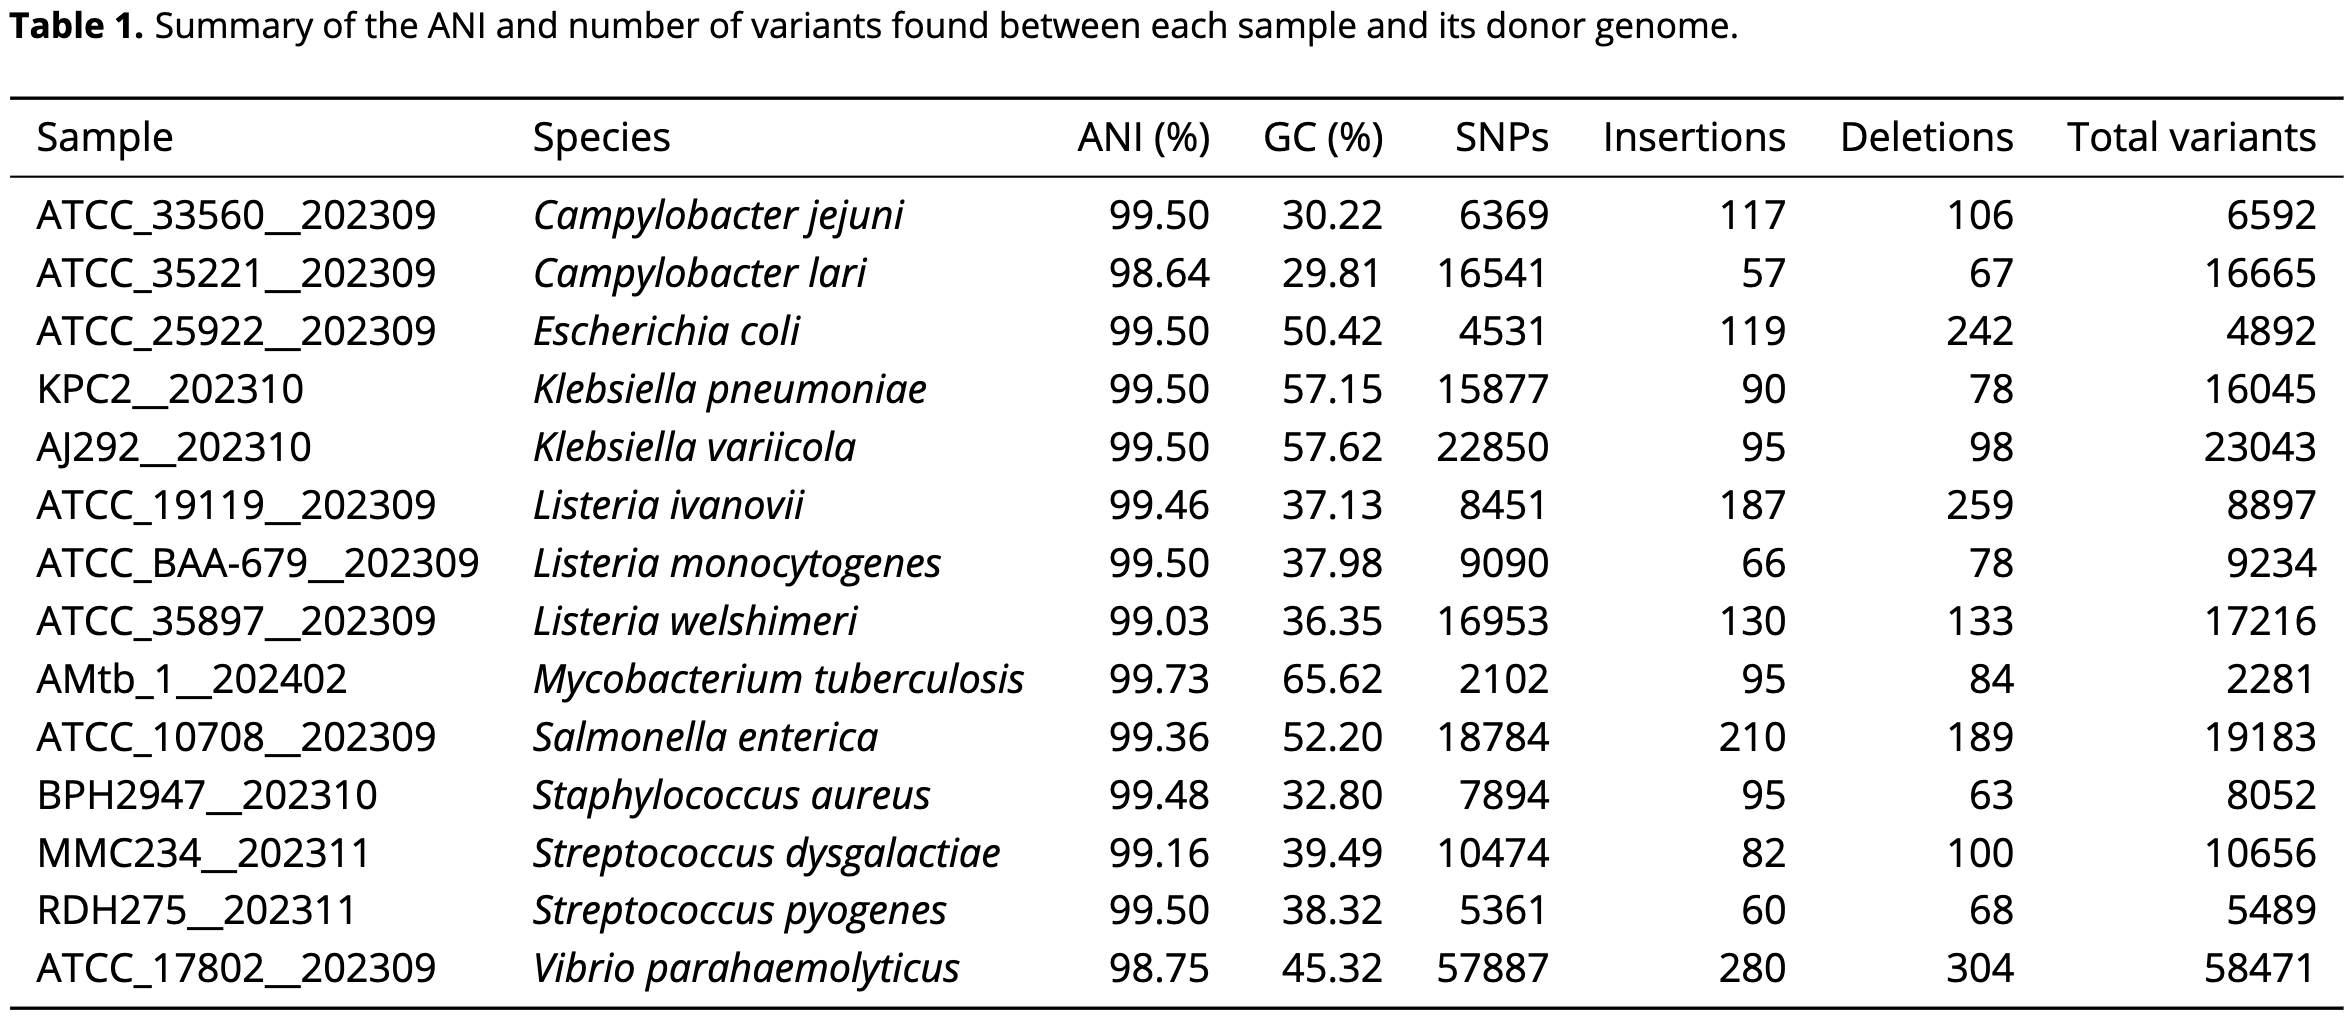 Table 1. Summary of the ANI and number of variants found between each sample and its donor genome.
Sample Species ANI (%) GC (%) SNPs Insertions Deletions Total variants
ATCC_33560__202309 Campylobacter jejuni 99.50 30.22 6369 117 106 6592
ATCC_35221__202309 Campylobacter lari 98.64 29.81 16541 57 67 16665
ATCC_25922__202309 Escherichia coli 99.50 50.42 4531 119 242 4892
KPC2__202310 Klebsiella pneumoniae 99.50 57.15 15877 90 78 16045
AJ292__202310 Klebsiella variicola 99.50 57.62 22850 95 98 23043
ATCC_19119__202309 Listeria ivanovii 99.46 37.13 8451 187 259 8897
ATCC_BAA-679__202309 Listeria monocytogenes 99.50 37.98 9090 66 78 9234
ATCC_35897__202309 Listeria welshimeri 99.03 36.35 16953 130 133 17216
AMtb_1__202402 Mycobacterium tuberculosis 99.73 65.62 2102 95 84 2281
ATCC_10708__202309 Salmonella enterica 99.36 52.20 18784 210 189 19183
BPH2947__202310 Staphylococcus aureus 99.48 32.80 7894 95 63 8052
MMC234__202311 Streptococcus dysgalactiae 99.16 39.49 10474 82 100 10656
RDH275__202311 Streptococcus pyogenes 99.50 38.32 5361 60 68 5489
ATCC_17802__202309 Vibrio parahaemolyticus 98.75 45.32 57887 280 304 58471